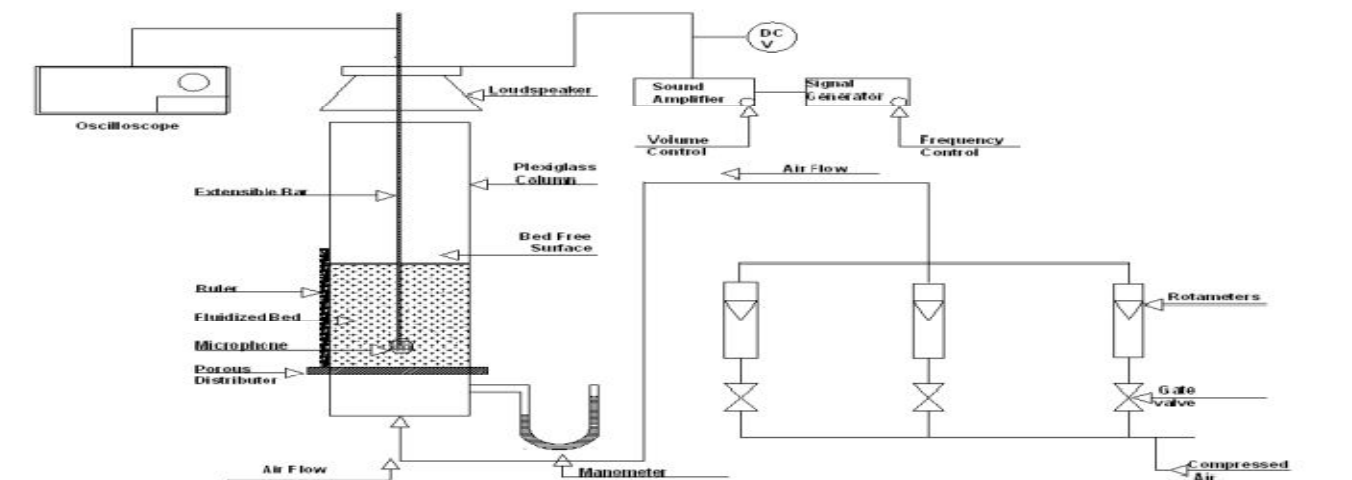 DC
V
Sound
Amplifier
Signal
Generator
Loudspeaker
Oscilloscope
Volume
Control
Frequency
Control
Plexiglass
Column
Air Flow
Extensible Bar
Bed Free
Surface
Ruler
Rotameters
Fluidized Bed
Microphone
Porous
Distributor
Gate
valve
Air Flow
Manometer
Compressed
Air